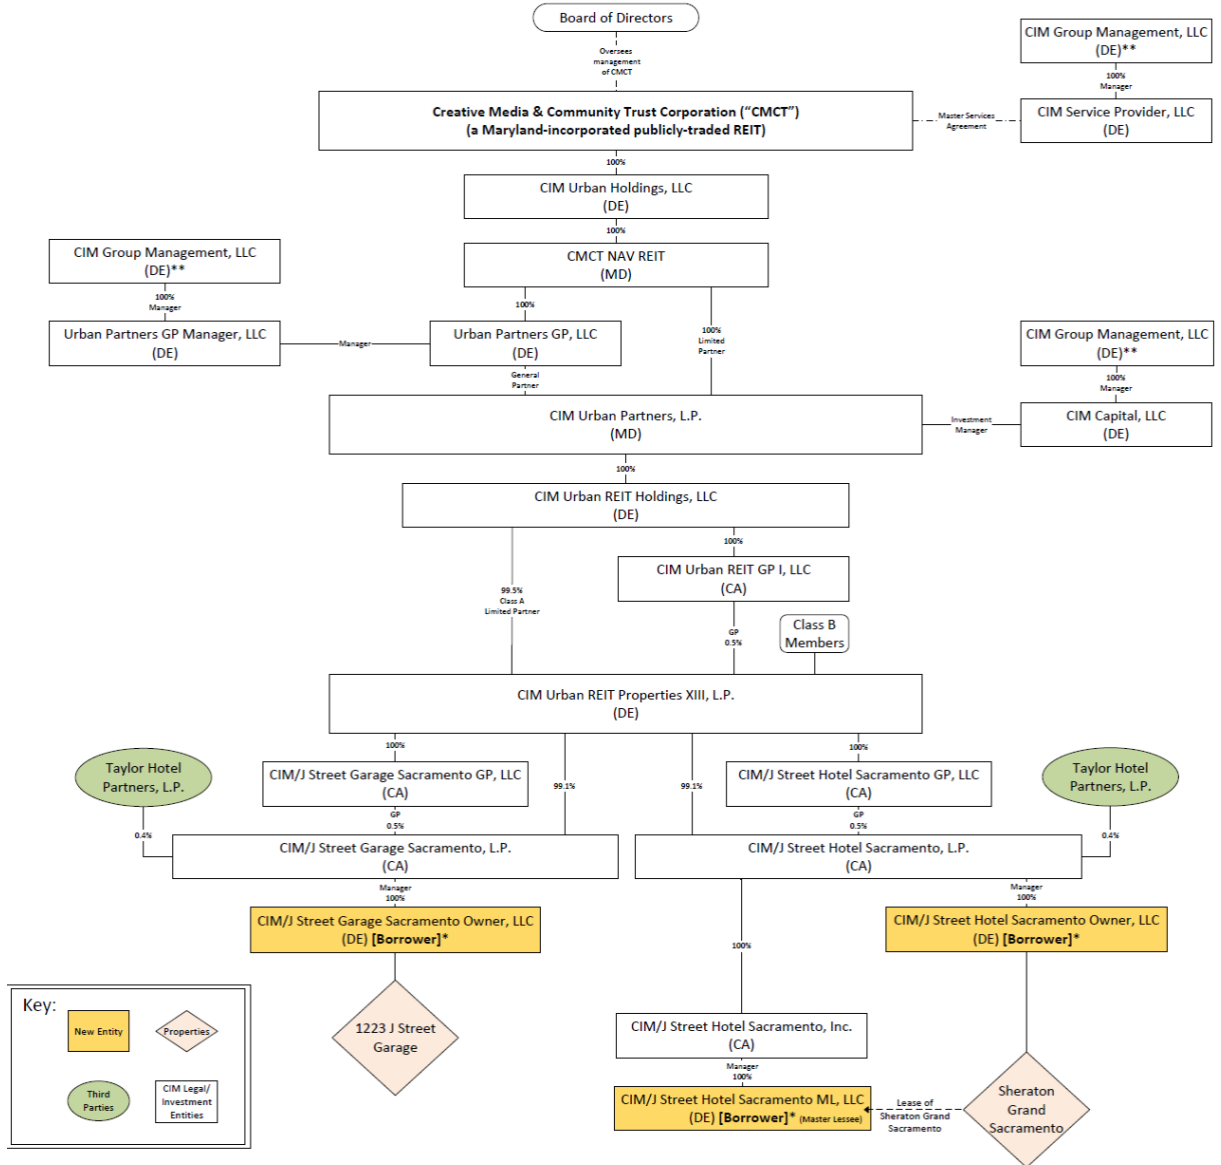 Board of Directors
Oversees
management
of CMCT
CIM Group Management, LLC
(DE)**
100%
Manager
Creative Media & Community Trust Corporation (“CMCT”)
(a Maryland-incorporated publicly-traded REIT)
Master Services
Agreement
CIM Service Provider, LLC
(DE)
100%
CIM Urban Holdings, LLC
(DE)
100%
CIM Group Management, LLC
(DE)**
CMCT NAV REIT
(MD)
100%
Manager
100%
100%
Limited
Partner
Urban Partners GP Manager, LLC
(DE)
Manager
Urban Partners GP, LLC
(DE)
CIM Group Management, LLC
(DE)**
General
Partner
100%
Manager
CIM Urban Partners, L.P.
(MD)
Investment
Manager
CIM Capital, LLC
(DE)
100%
CIM Urban REIT Holdings, LLC
(DE)
100%
CIM Urban REIT GP I, LLC
(CA)
99.5%
Class A
Limited Partner
GP
0.5%
Class B
Members
CIM Urban REIT Properties XIII, L.P.
(DE)
100%
100%
Taylor Hotel
Partners, L.P.
CIM/J Street Garage Sacramento GP, LLC
(CA)
99.1%
99.1%
CIM/J Street Hotel Sacramento GP, LLC
(CA)
Taylor Hotel
Partners, L.P.
0.4%
GP
0.5%
GP
0.5%
0.4%
CIM/J Street Garage Sacramento, L.P.
(CA)
CIM/J Street Hotel Sacramento, L.P.
(CA)
Manager
100%
Manager
100%
CIM/J Street Garage Sacramento Owner, LLC
(DE) [Borrower]*
100%
CIM/J Street Hotel Sacramento Owner, LLC
(DE) [Borrower]*
Key:
New Entity
Properties
Third
Parties
CIM Legal/
Investment
Entities
1223 J Street
Garage
CIM/J Street Hotel Sacramento, Inc.
(CA)
Manager
100%
CIM/J Street Hotel Sacramento ML, LLC
(DE) [Borrower]* (Master Lessee)
Lease of
Sheraton Grand
Sacramento
Sheraton
Grand
Sacramento